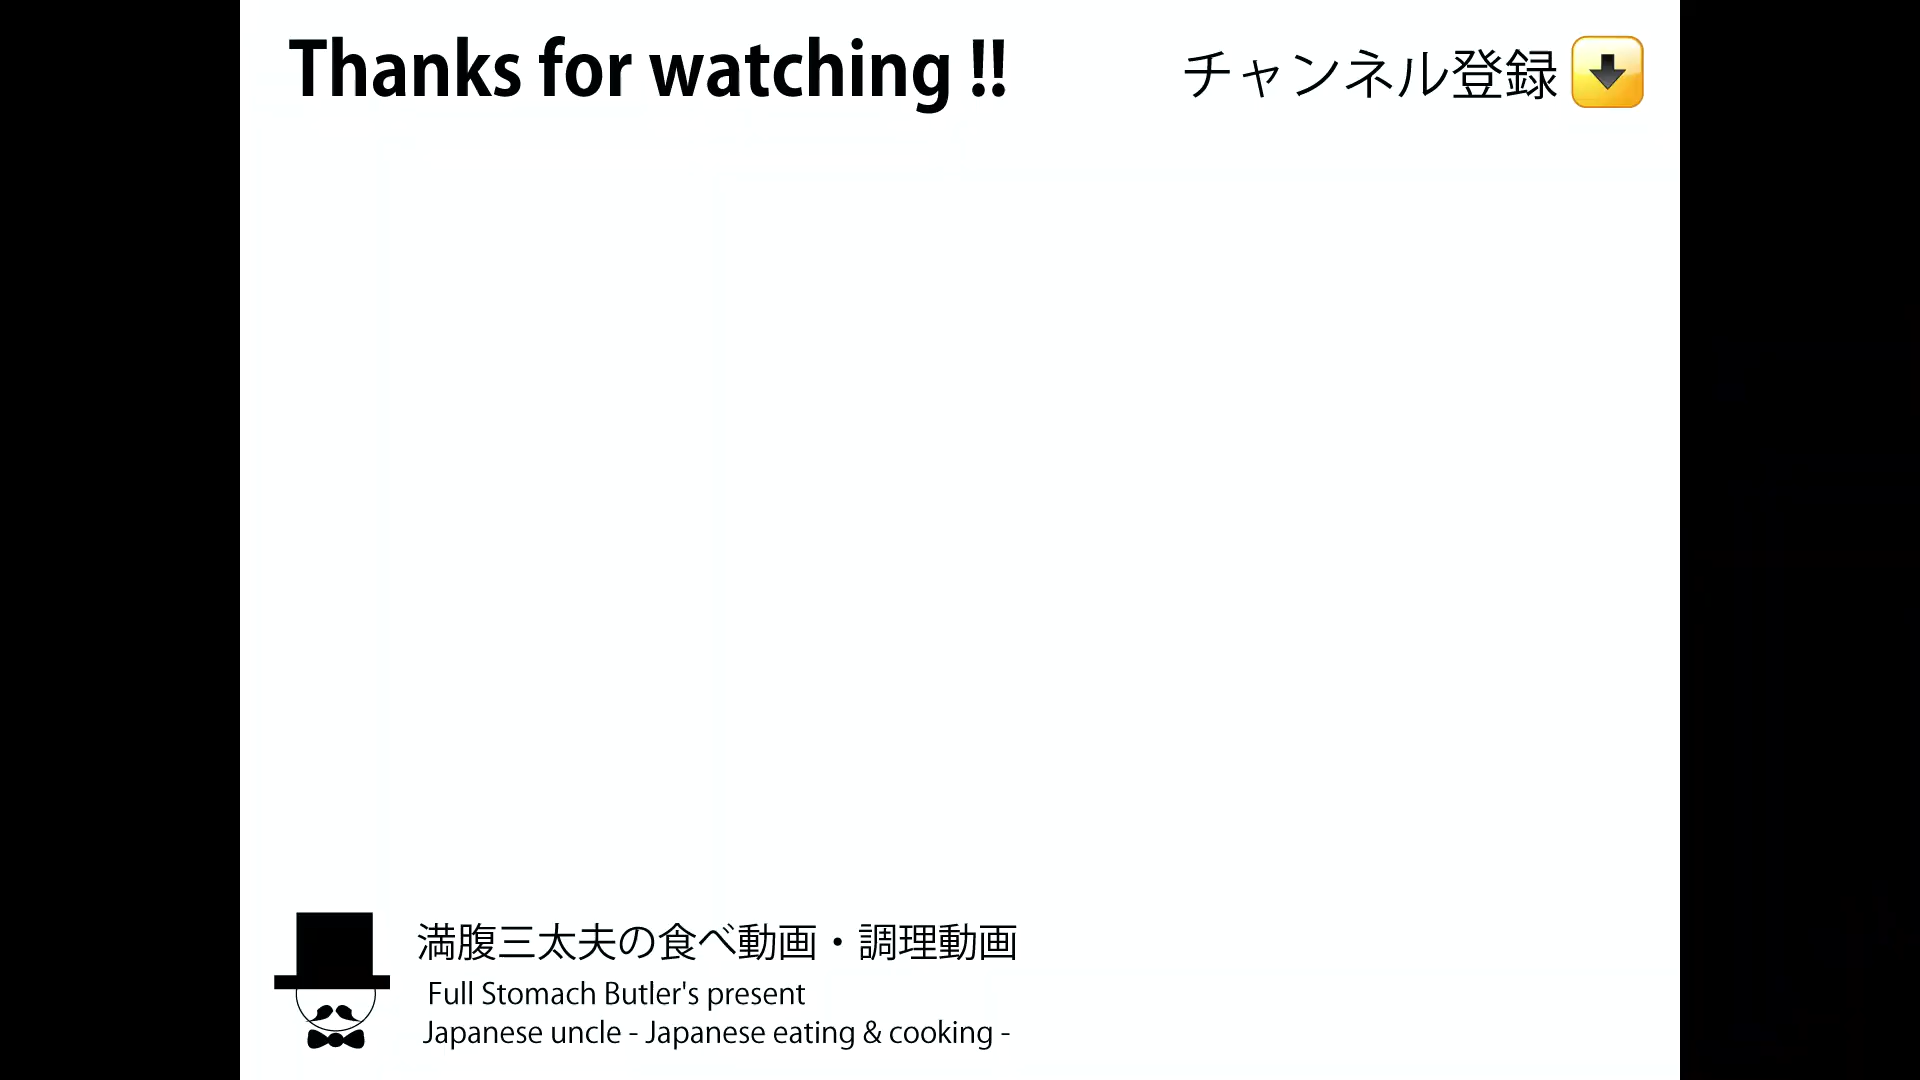 Thanks for watching !!
チャンネル登録
満腹三太夫の食べ動画・調理動画
Full Stomach Butler's present
Japanese uncle - Japanese eating & cooking -